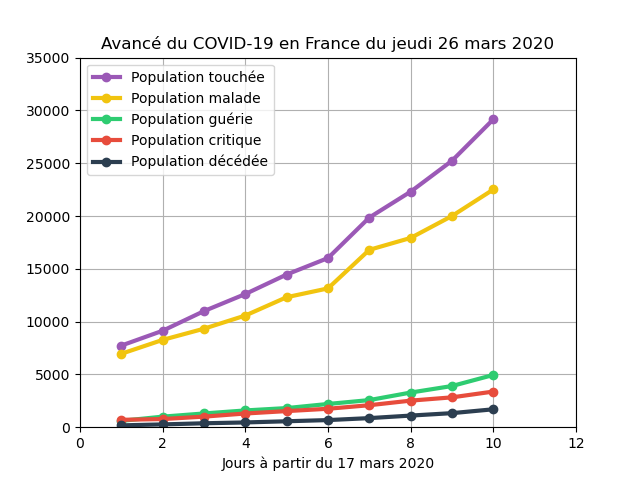 Avancé du COVID-19 en France du jeudi 26 mars 2020
35000
30000
25000
20000
15000
10000
5000
0
Population touchée
Population malade
Population guérie
Population critique
Population décédée
0 2 4 6 8 10 12
Jours à partir du 17 mars 2020